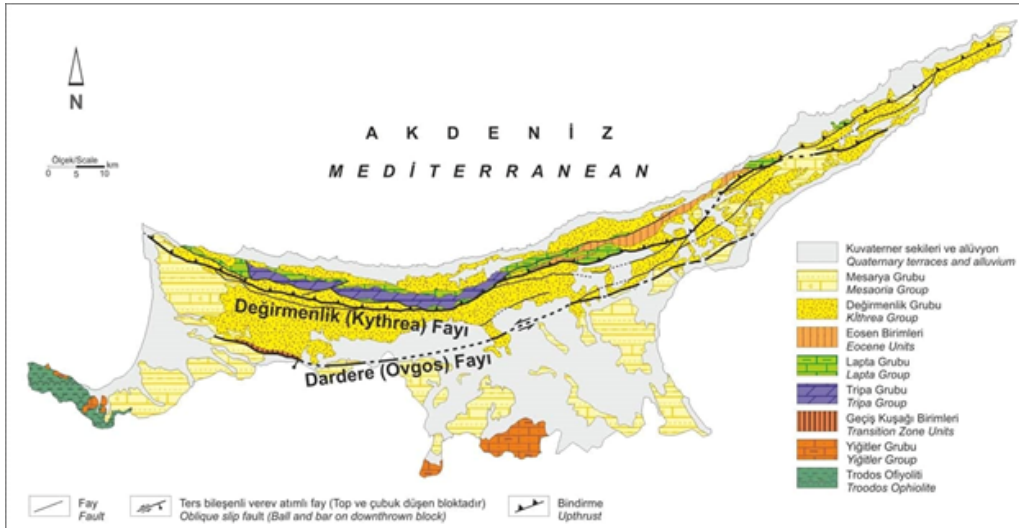 N
Ölçek/Scale
km
0 5 10
A K D E N İ Z
M E D İ T E R R A N E A N
Değirmenlik (Kythrea) Fayı
Dardere (Ovgos) Fayı
Kuvaterner sekileri ve alüvyon
Quaternary terraces and alluvium
Mesarya Grubu
Mesaoria Group
Değirmenlik Grubu
Kİthrea Group
Eosen Birimleri
Eocene Units
Lapta Grubu
Lapta Group
Tripa Grubu
Tripa Group
Geçiş Kuşağı Birimleri
Transition Zone Units
Yiğitler Grubu
Yiğitler Group
Trodos Ofiyoliti
Troodos Ophiolite
Fay
Fault
Ters bileşenli verev atımlı fay (Top ve çubuk düşen bloktadır)
Oblique slip fault (Ball and bar on downthrown block)
Bindirme
Upthrust